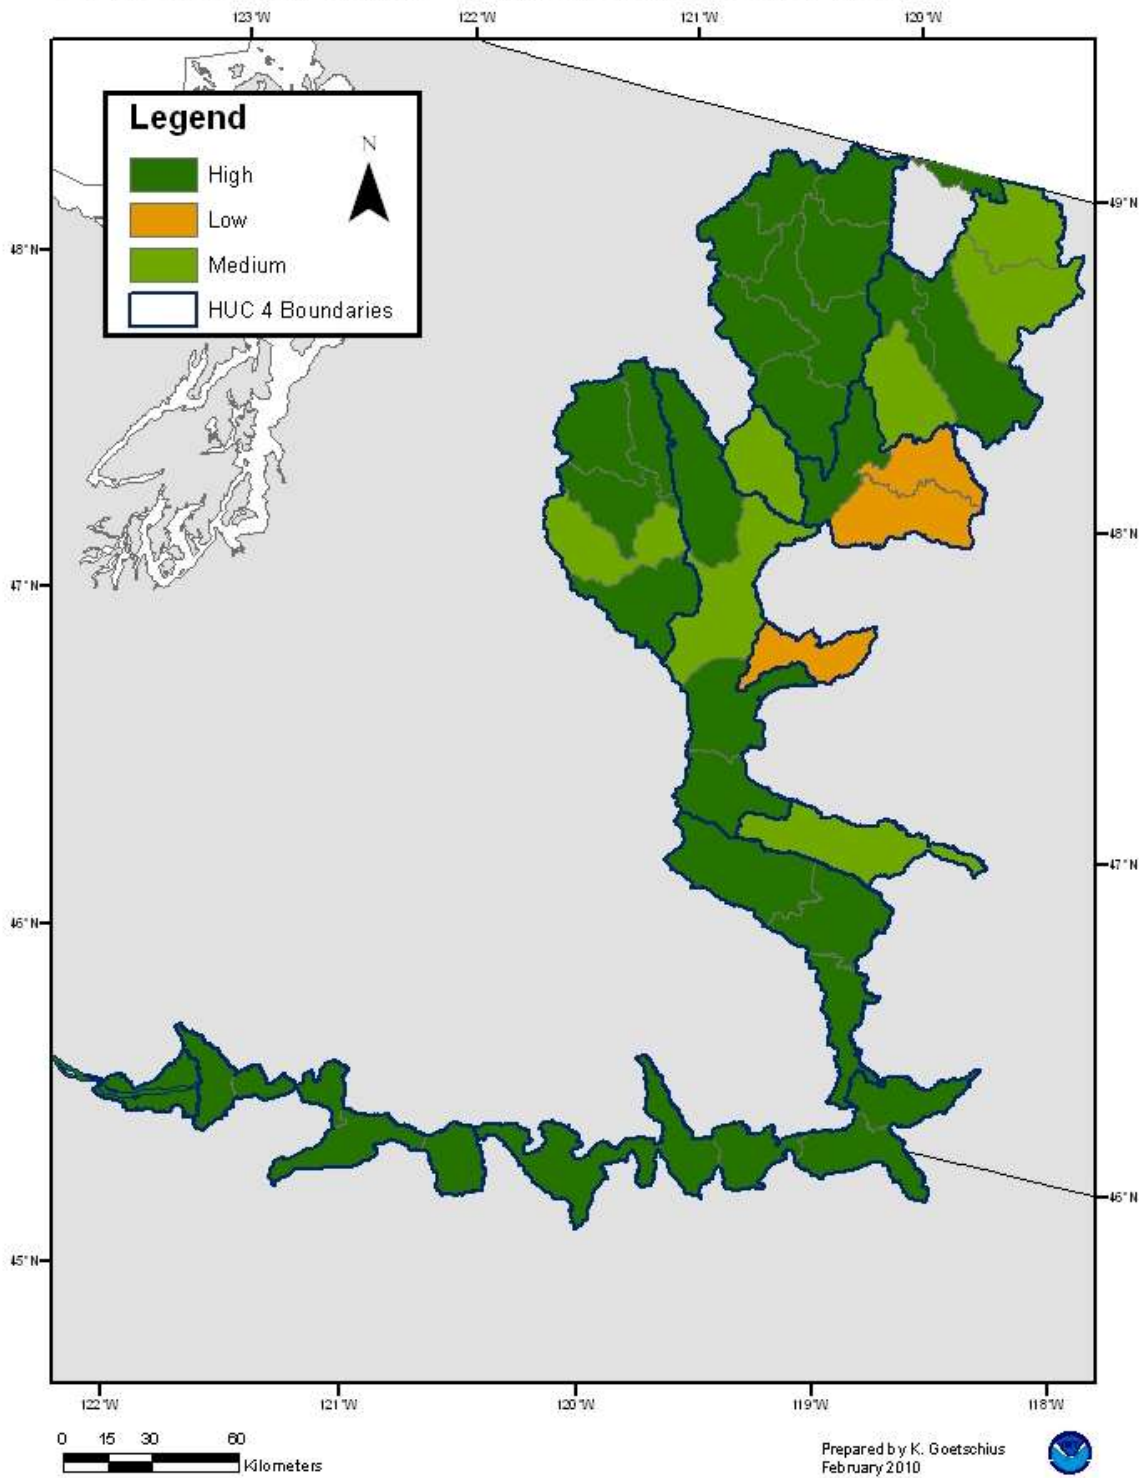 123°W 122°W 121°W 120°W
Legend
N
High
Low
Medium
HUC 4 Boundaries
49°N
48°N
48°N
47°N
47°N
46°N
46°N
45°N
122°W 121°W 120°W 119°W 118°W
0 15 30 60
Kilometers
Prepared by K. Goetschius
February 2010